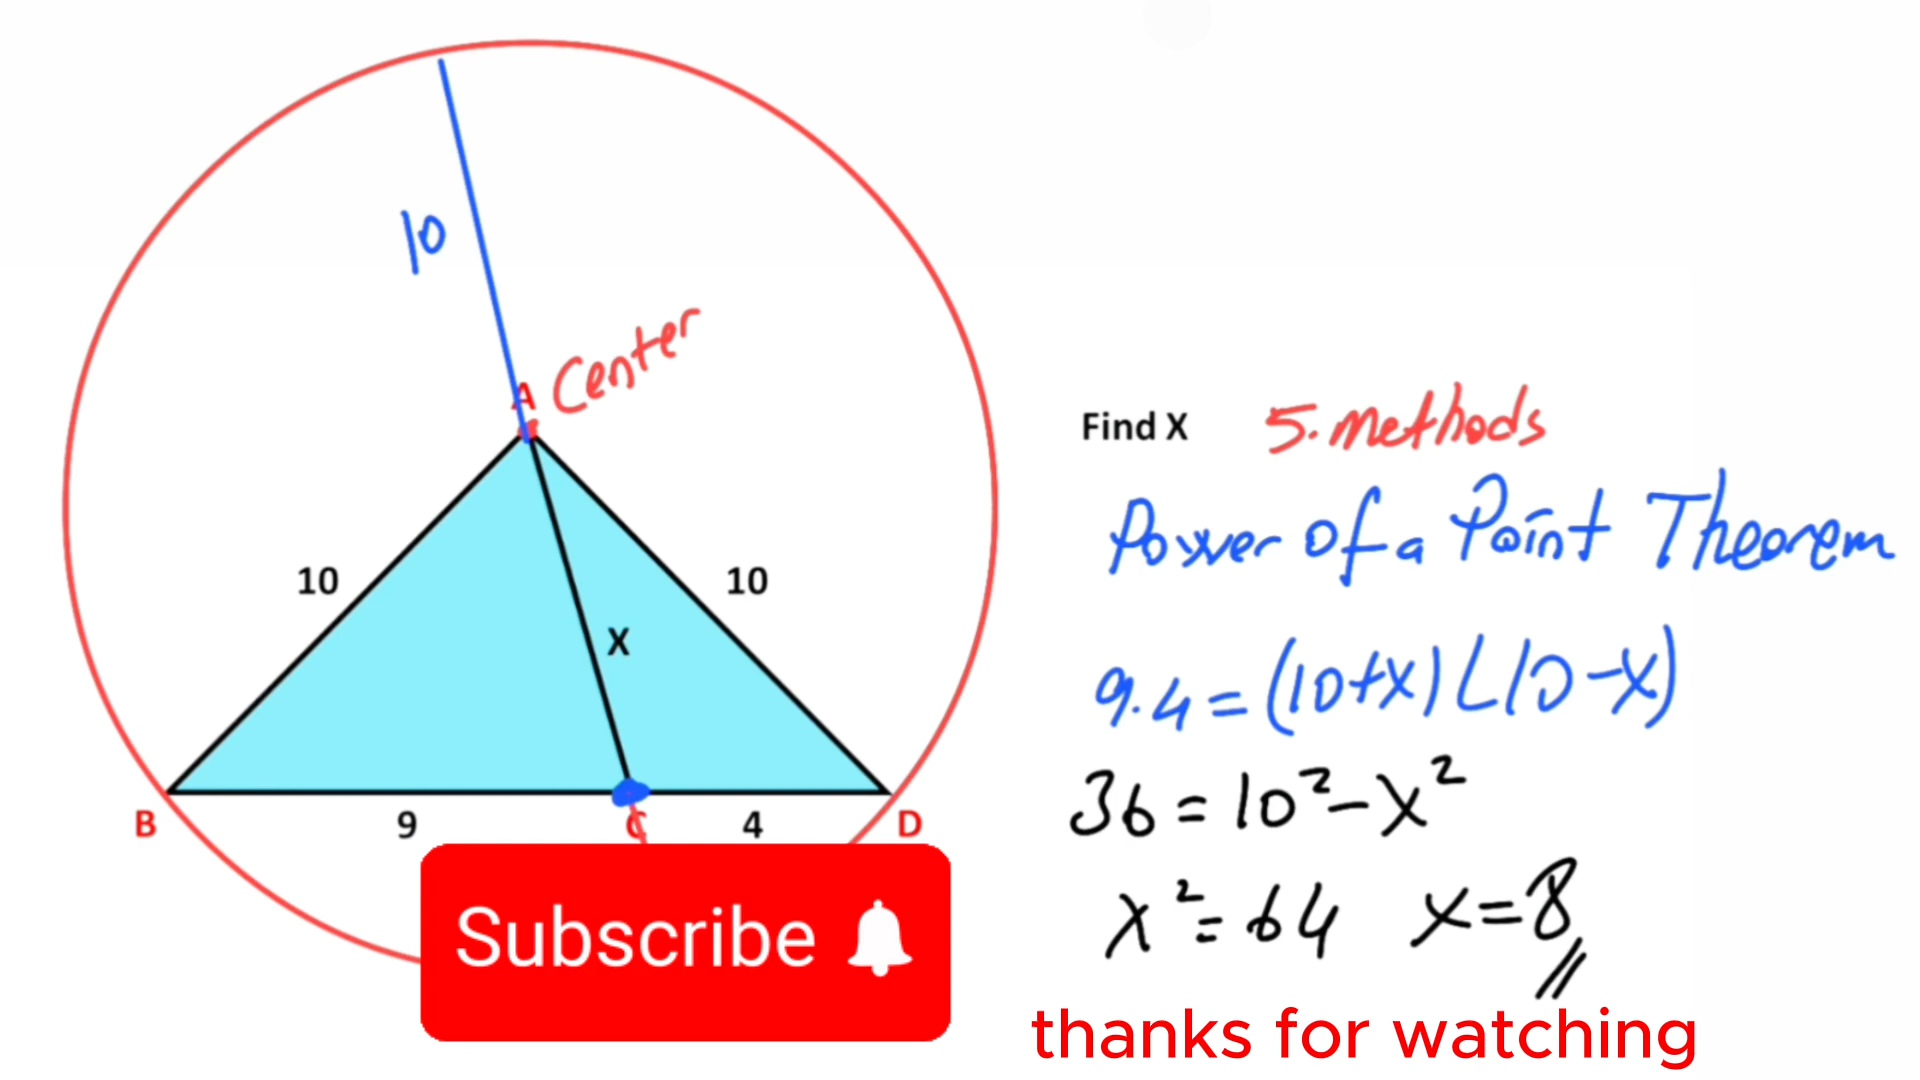 10
A Center
10
10
X
B
9
C
4
D
Find X 5. methods
Power of a Point Theorem
9.4=(10+x)(10-x)
36=10²-x²
x²=64 x=8
Subscribe
thanks for watching